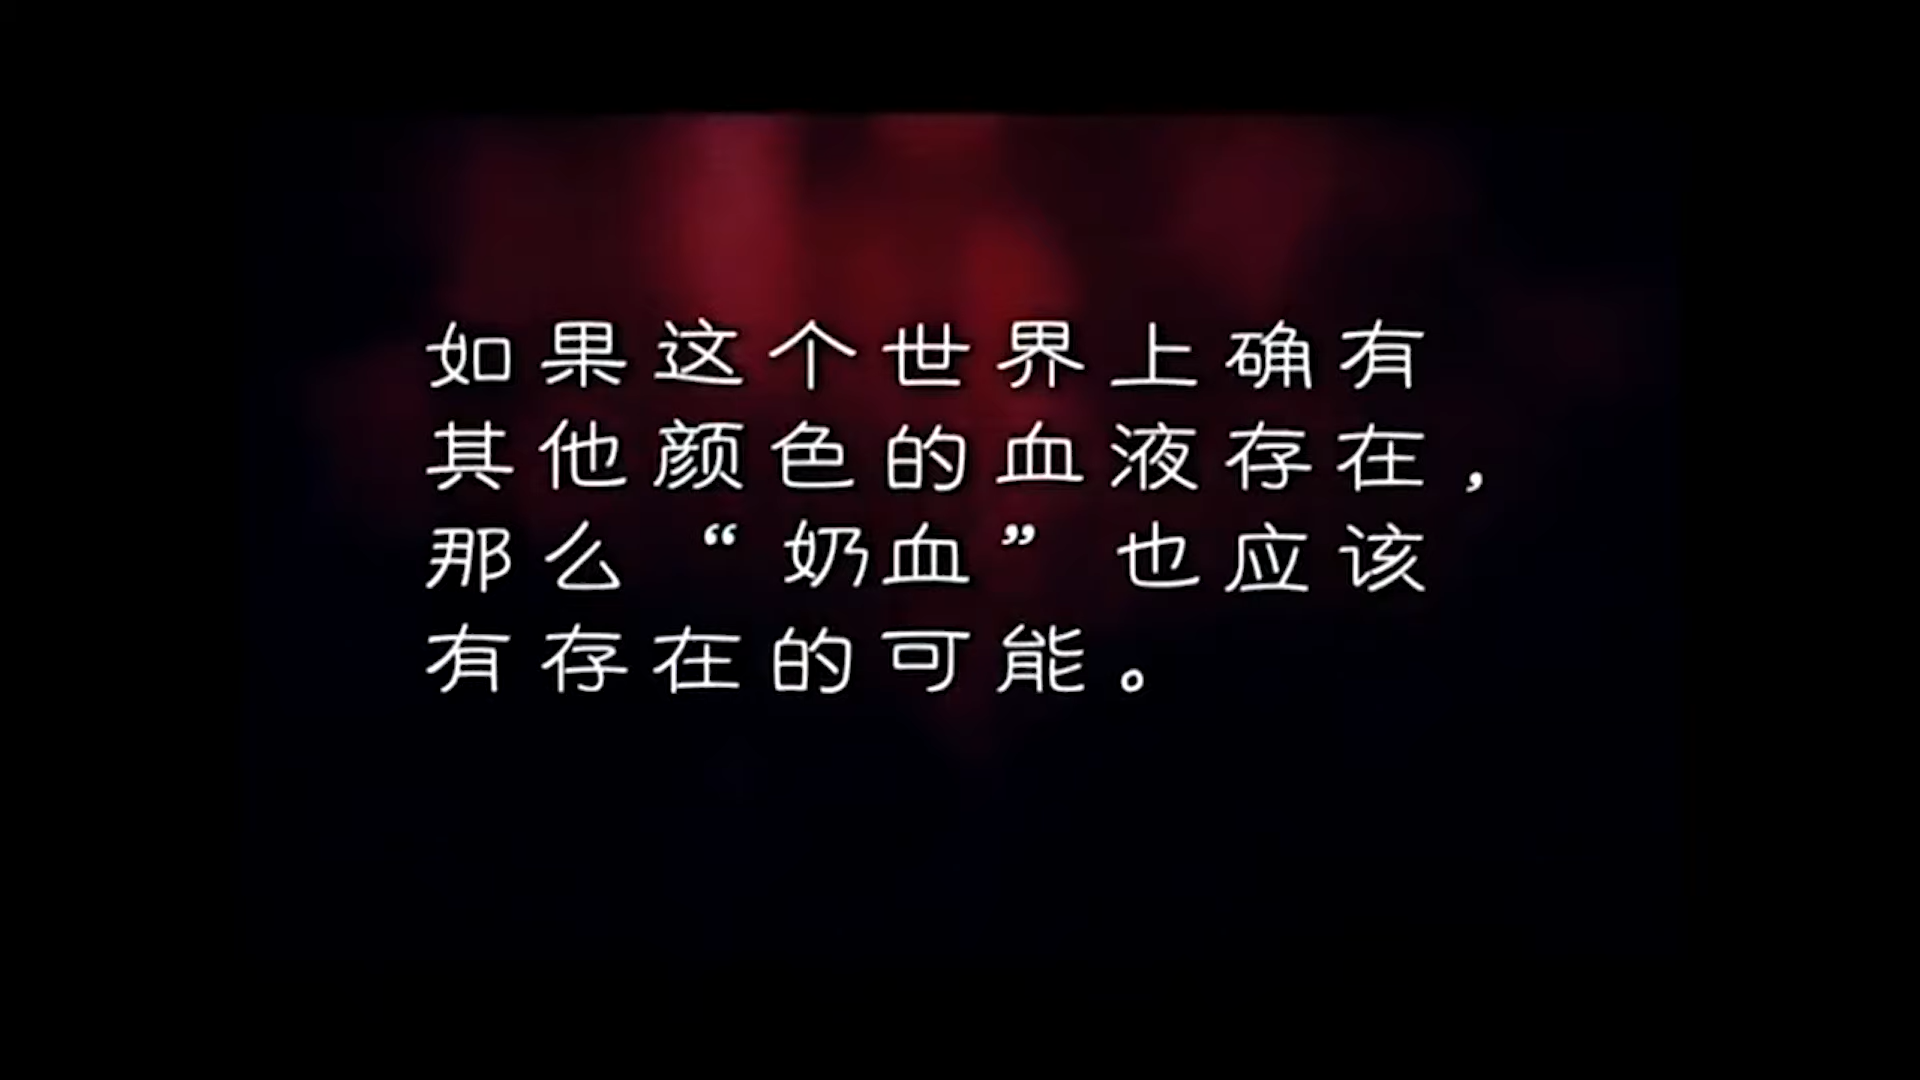 如果这个世界上确有
其他颜色的血液存在，
那么“奶血”也应该
有存在的可能。